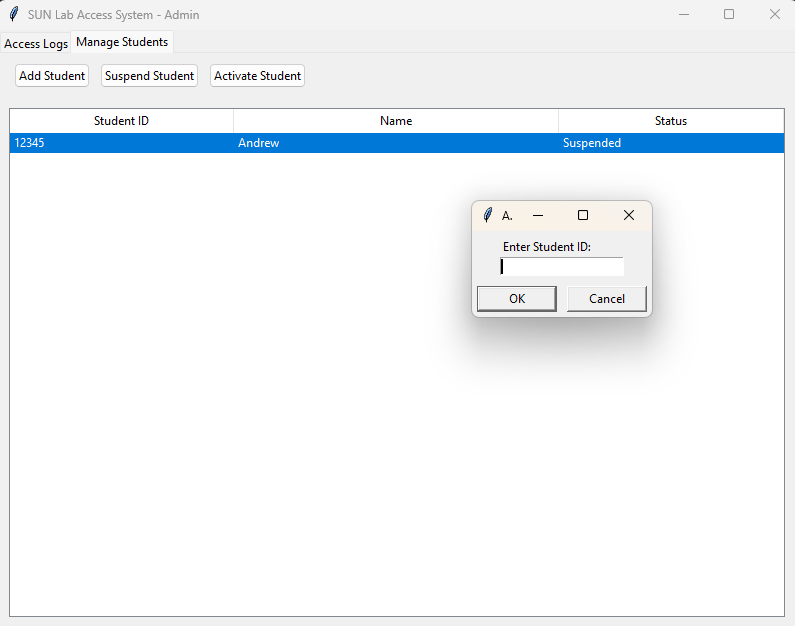 SUN Lab Access System - Admin
Access Logs Manage Students
Add Student Suspend Student Activate Student
Student ID Name Status
12345 Andrew Suspended
A.
Enter Student ID:
OK Cancel